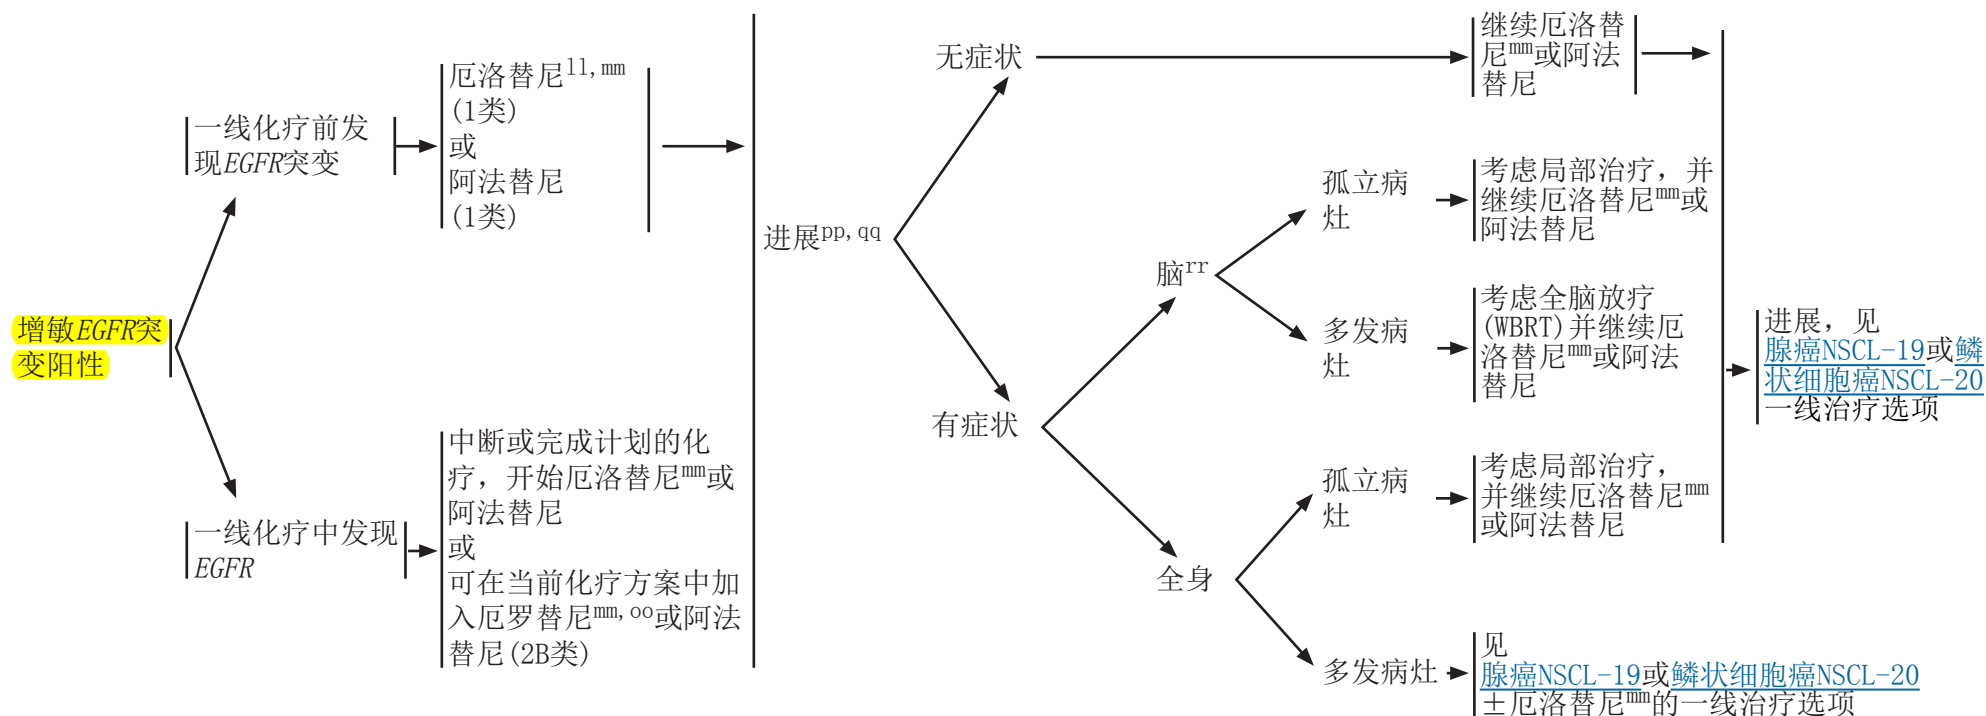 增敏EGFR突
变阳性
一线化疗前发
现EGFR突变
厄洛替尼ll,mm
(1类)
或
阿法替尼
(1类)
一线化疗中发现
EGFR
中断或完成计划的化
疗，开始厄洛替尼mm或
阿法替尼
或
可在当前化疗方案中加
入厄罗替尼mm,oo或阿法
替尼(2B类)
进展pp,qq
无症状
继续厄洛替
尼mm或阿法
替尼
有症状
脑rr
孤立病
灶
考虑局部治疗，并
继续厄洛替尼mm或
阿法替尼
多发病
灶
考虑全脑放疗
(WBRT)并继续厄
洛替尼mm或阿法
替尼
全身
孤立病
灶
考虑局部治疗，
并继续厄洛替尼mm
或阿法替尼
多发病灶
见
腺癌NSCL-19或鳞状细胞癌NSCL-20
±厄洛替尼mm的一线治疗选项
进展，见
腺癌NSCL-19或鳞
状细胞癌NSCL-20
一线治疗选项